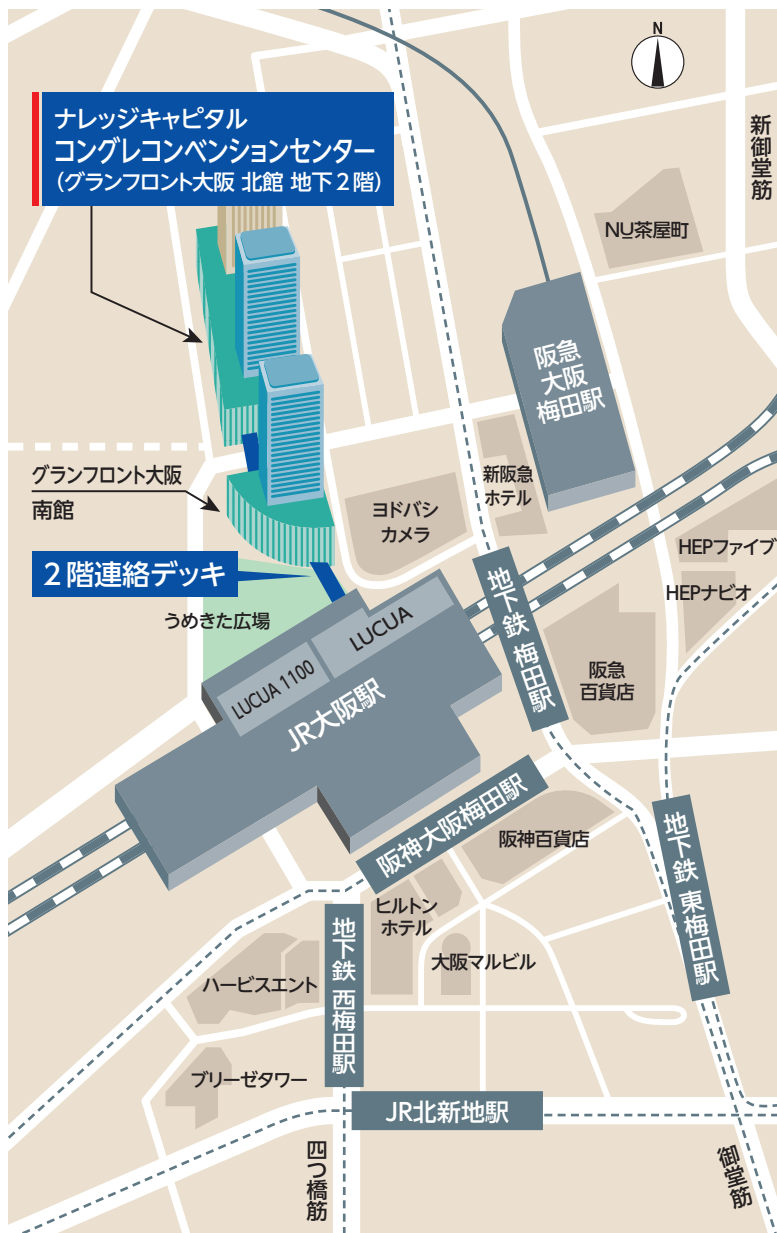 N
ナレッジキャピタル
コングレコンベンションセンター
(グランフロント大阪 北館 地下2階)
新御堂筋
NU茶屋町
阪急
大阪
梅田駅
グランフロント大阪
南館
ヨドバシ
カメラ
新阪急
ホテル
2階連絡デッキ
うめきた広場
HEPファイブ
HEPナビオ
地下鉄 梅田駅
LUCUA
LUCUA 1100
JR大阪駅
阪急
百貨店
阪神大阪梅田駅
阪神百貨店
地下鉄 東梅田駅
ヒルトン
ホテル
大阪マルビル
地下鉄 西梅田駅
ハービスエント
ブリーゼタワー
JR北新地駅
四つ橋筋
御堂筋